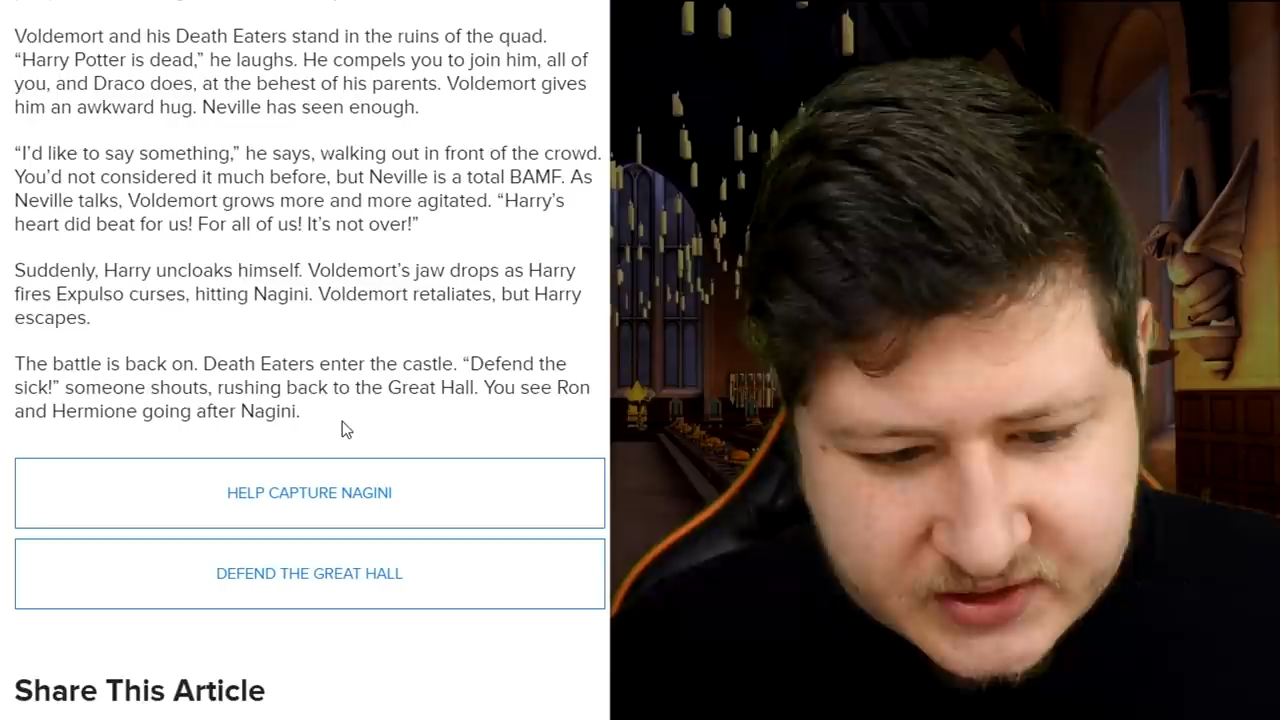 Voldemort and his Death Eaters stand in the ruins of the quad.
“Harry Potter is dead,” he laughs. He compels you to join him, all of
you, and Draco does, at the behest of his parents. Voldemort gives
him an awkward hug. Neville has seen enough.
“I’d like to say something,” he says, walking out in front of the crowd.
You’d not considered it much before, but Neville is a total BAMF. As
Neville talks, Voldemort grows more and more agitated. “Harry’s
heart did beat for us! For all of us! It’s not over!”
Suddenly, Harry uncloaks himself. Voldemort’s jaw drops as Harry
fires Expulso curses, hitting Nagini. Voldemort retaliates, but Harry
escapes.
The battle is back on. Death Eaters enter the castle. “Defend the
sick!” someone shouts, rushing back to the Great Hall. You see Ron
and Hermione going after Nagini.
HELP CAPTURE NAGINI
DEFEND THE GREAT HALL
Share This Article